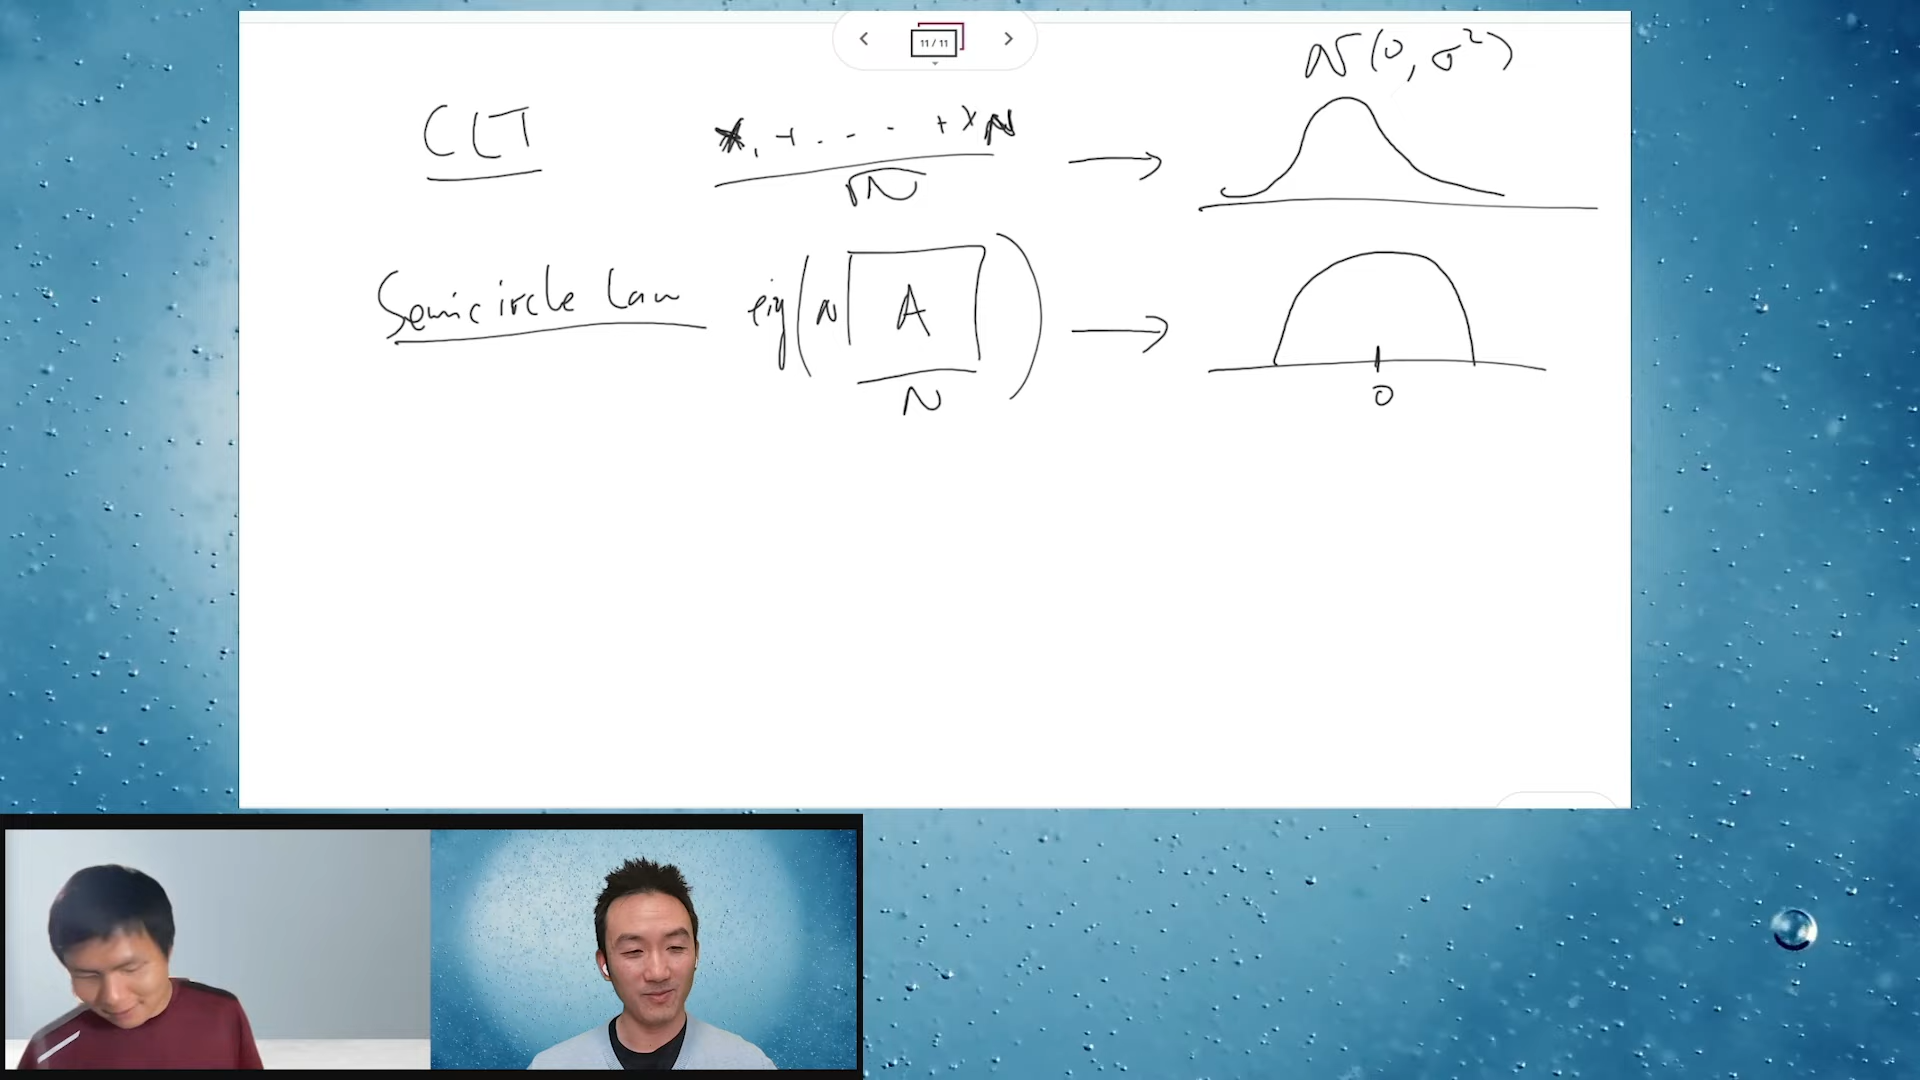 11 / 11
N(0, σ²)
CLT x₁ + . - - + x_N
√N
Semicircle Law eig( N A )
N
0